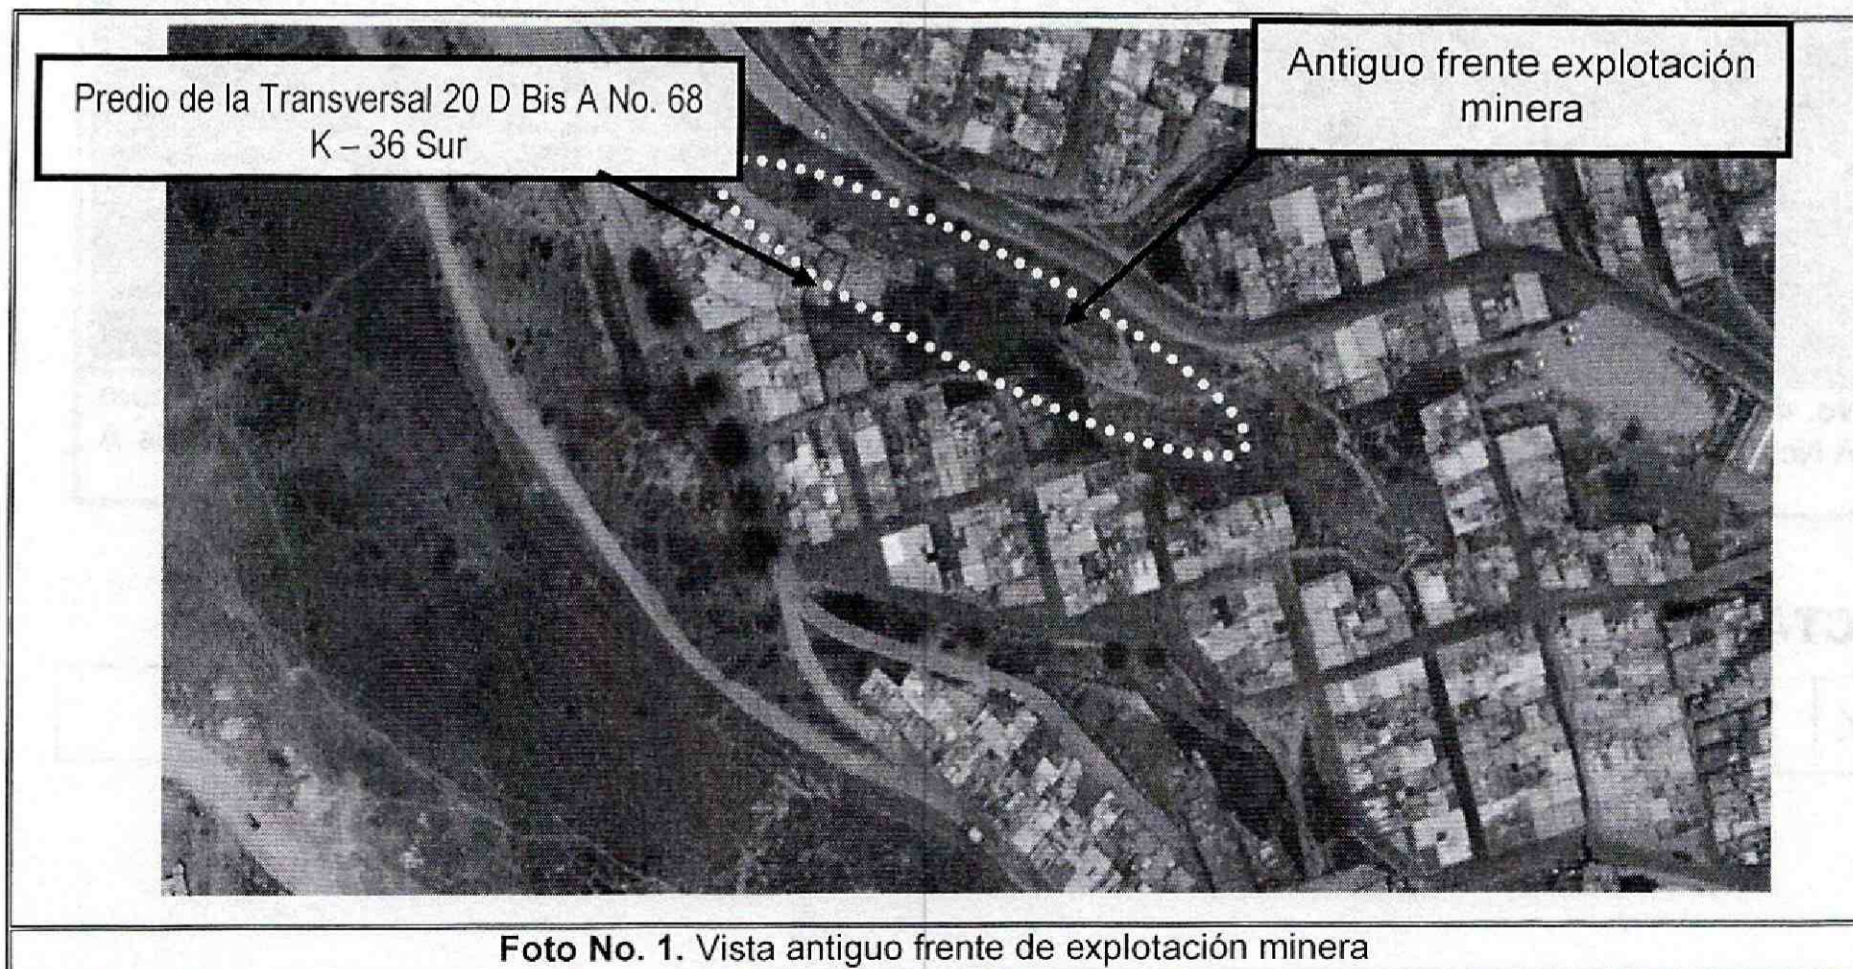 Predio de la Transversal 20 D Bis A No. 68
K – 36 Sur
Antiguo frente explotación
minera
Foto No. 1. Vista antiguo frente de explotación minera